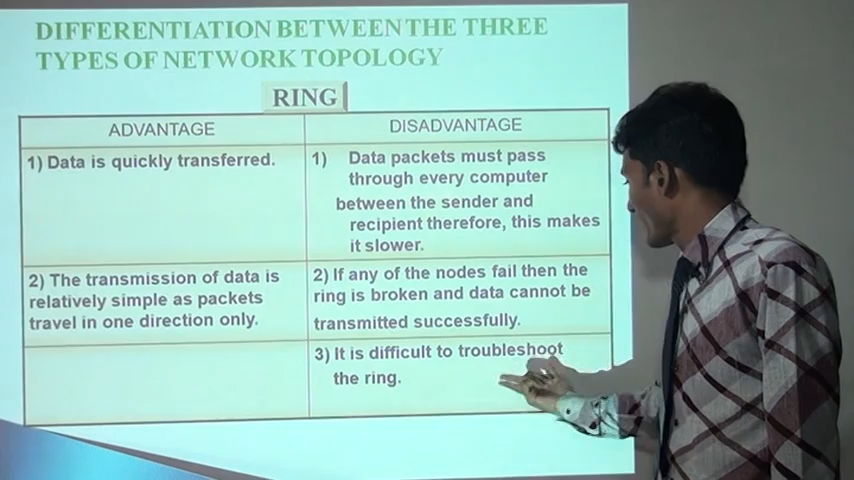 DIFFERENTIATION BETWEEN THE THREE
TYPES OF NETWORK TOPOLOGY
RING
ADVANTAGE
DISADVANTAGE
1) Data is quickly transferred.
1) Data packets must pass
through every computer
between the sender and
recipient therefore, this makes
it slower.
2) The transmission of data is
relatively simple as packets
travel in one direction only.
2) If any of the nodes fail then the
ring is broken and data cannot be
transmitted successfully.
3) It is difficult to troubleshoot
the ring.